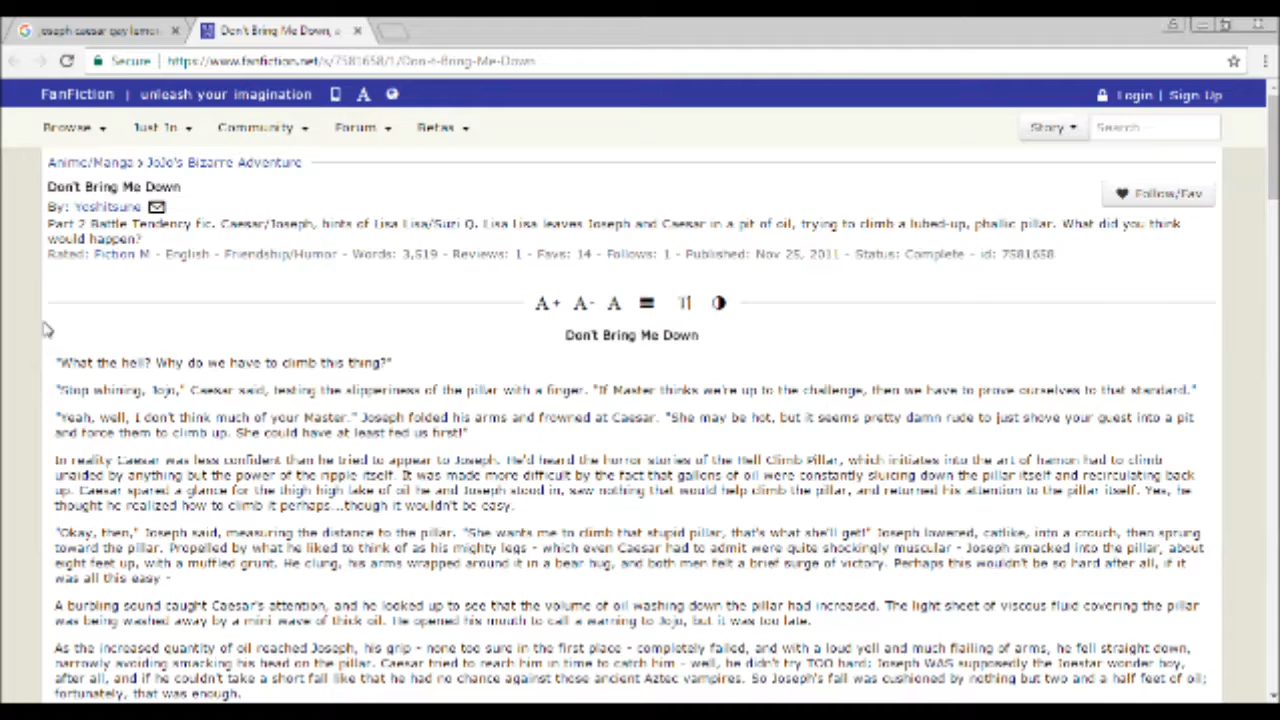 joseph caesar gay lemon
Don't Bring Me Down, a
Secure | https://www.fanfiction.net/s/7581658/1/Don-t-Bring-Me-Down
FanFiction | unleash your imagination
Login | Sign Up
Browse Just In Community Forum Betas
Story Search
Anime/Manga > JoJo's Bizarre Adventure
Don't Bring Me Down
Follow/Fav
By: Yoshitsune
Part 2 Battle Tendency fic. Caesar/Joseph, hints of Lisa Lisa/Suzi Q. Lisa Lisa leaves Joseph and Caesar in a pit of oil, trying to climb a lubed-up, phallic pillar. What did you think
would happen?
Rated: Fiction M - English - Friendship/Humor - Words: 3,519 - Reviews: 1 - Favs: 14 - Follows: 1 - Published: Nov 25, 2011 - Status: Complete - id: 7581658
A+ A- A
Don't Bring Me Down
"What the hell? Why do we have to climb this thing?"
"Stop whining, Jojo," Caesar said, testing the slipperiness of the pillar with a finger. "If Master thinks we're up to the challenge, then we have to prove ourselves to that standard."
"Yeah, well, I don't think much of your Master." Joseph folded his arms and frowned at Caesar. "She may be hot, but it seems pretty damn rude to just shove your guest into a pit
and force them to climb up. She could have at least fed us first!"
In reality Caesar was less confident than he tried to appear to Joseph. He'd heard the horror stories of the Hell Climb Pillar, which initiates into the art of hamon had to climb
unaided by anything but the power of the ripple itself. It was made more difficult by the fact that gallons of oil were constantly sluicing down the pillar itself and recirculating back
up. Caesar spared a glance for the thigh high lake of oil he and Joseph stood in, saw nothing that would help climb the pillar, and returned his attention to the pillar itself. Yes, he
thought he realized how to climb it perhaps...though it wouldn't be easy.
"Okay, then," Joseph said, measuring the distance to the pillar. "She wants me to climb that stupid pillar, that's what she'll get!" Joseph lowered, catlike, into a crouch, then sprung
toward the pillar. Propelled by what he liked to think of as his mighty legs - which even Caesar had to admit were quite shockingly muscular - Joseph smacked into the pillar, about
eight feet up, with a muffled grunt. He clung, his arms wrapped around it in a bear hug, and both men felt a brief surge of victory. Perhaps this wouldn't be so hard after all, if it
was all this easy -
A burbling sound caught Caesar's attention, and he looked up to see that the volume of oil washing down the pillar had increased. The light sheet of viscous fluid covering the pillar
was being washed away by a mini wave of thick oil. He opened his mouth to call a warning to Jojo, but it was too late.
As the increased quantity of oil reached Joseph, his grip - none too sure in the first place - completely failed, and with a loud yell and much flailing of arms, he fell straight down,
narrowly avoiding smacking his head on the pillar. Caesar tried to reach him in time to catch him - well, he didn't try TOO hard; Joseph WAS supposedly the Joestar wonder boy,
after all, and if he couldn't take a short fall like that he had no chance against those ancient Aztec vampires. So Joseph's fall was cushioned by nothing but two and a half feet of oil;
fortunately, that was enough.